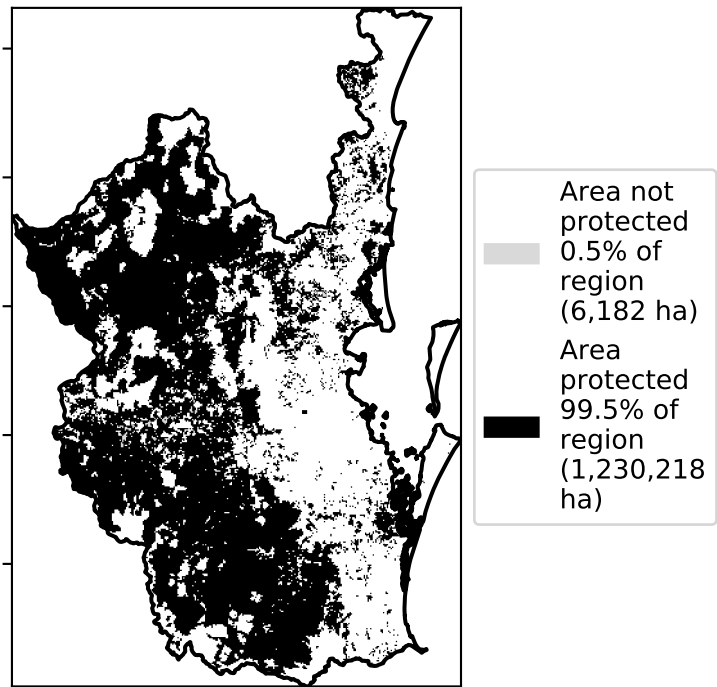 Area not
protected
0.5% of
region
(6,182 ha)
Area
protected
99.5% of
region
(1,230,218
ha)